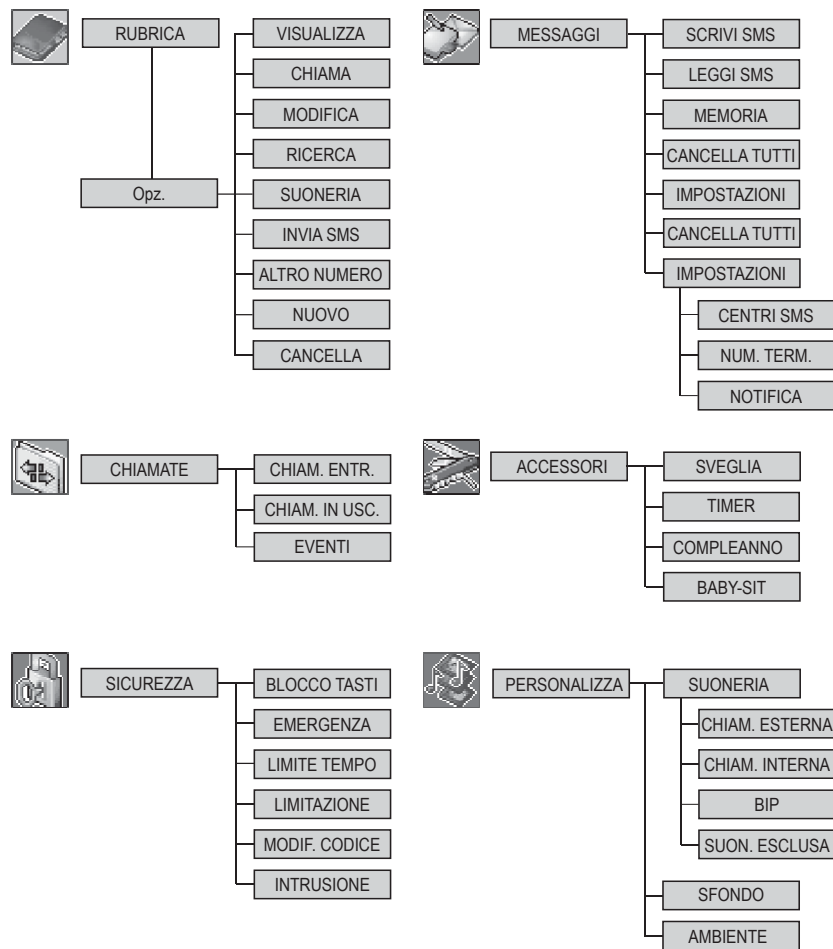 RUBRICA
Opz.
VISUALIZZA
CHIAMA
MODIFICA
RICERCA
SUONERIA
INVIA SMS
ALTRO NUMERO
NUOVO
CANCELLA
MESSAGGI
SCRIVI SMS
LEGGI SMS
MEMORIA
CANCELLA TUTTI
IMPOSTAZIONI
CANCELLA TUTTI
IMPOSTAZIONI
CENTRI SMS
NUM. TERM.
NOTIFICA
CHIAMATE
CHIAM. ENTR.
CHIAM. IN USC.
EVENTI
ACCESSORI
SVEGLIA
TIMER
COMPLEANNO
BABY-SIT
SICUREZZA
BLOCCO TASTI
EMERGENZA
LIMITE TEMPO
LIMITAZIONE
MODIF. CODICE
INTRUSIONE
PERSONALIZZA
SUONERIA
CHIAM. ESTERNA
CHIAM. INTERNA
BIP
SUON. ESCLUSA
SFONDO
AMBIENTE